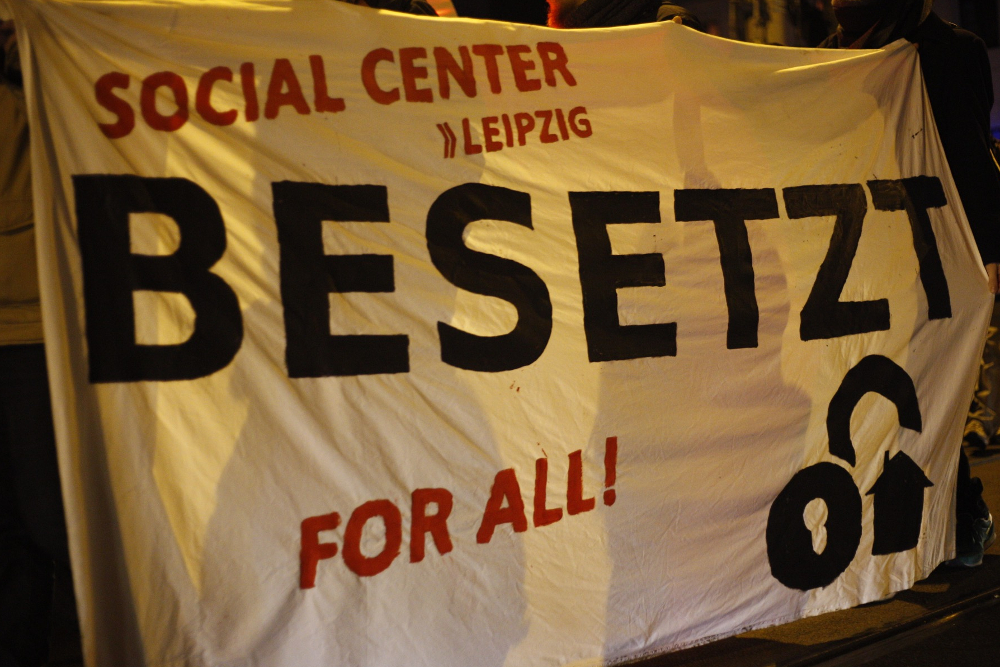 SOCIAL CENTER
»LEIPZIG
BESETZT
FOR ALL!